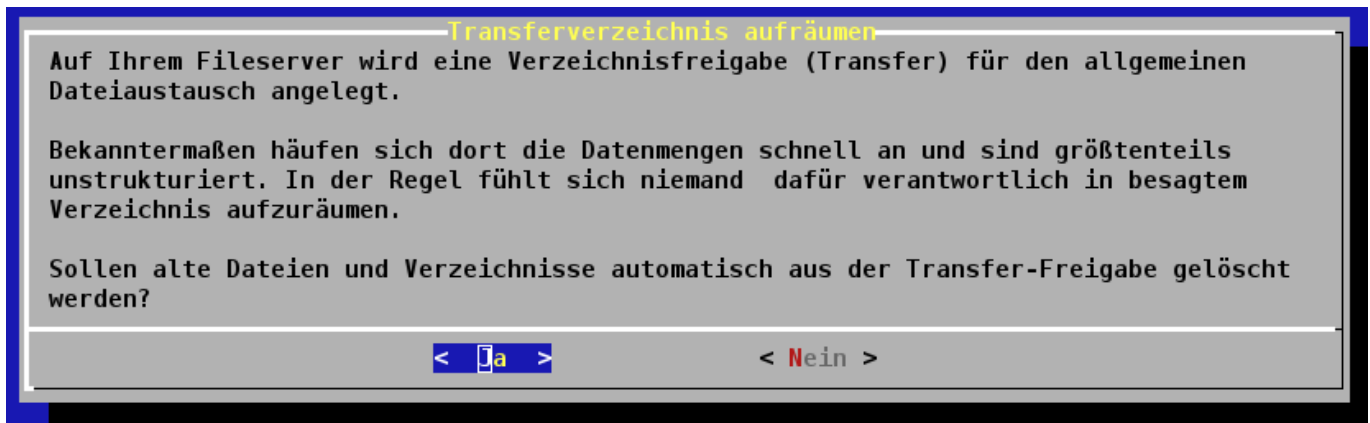 Transferverzeichnis aufräumen
Auf Ihrem Fileserver wird eine Verzeichnisfreigabe (Transfer) für den allgemeinen
Dateiaustausch angelegt.
Bekanntermaßen häufen sich dort die Datenmengen schnell an und sind größtenteils
unstrukturiert. In der Regel fühlt sich niemand  dafür verantwortlich in besagtem
Verzeichnis aufzuräumen.
Sollen alte Dateien und Verzeichnisse automatisch aus der Transfer-Freigabe gelöscht
werden?
<  Ja  > < Nein >